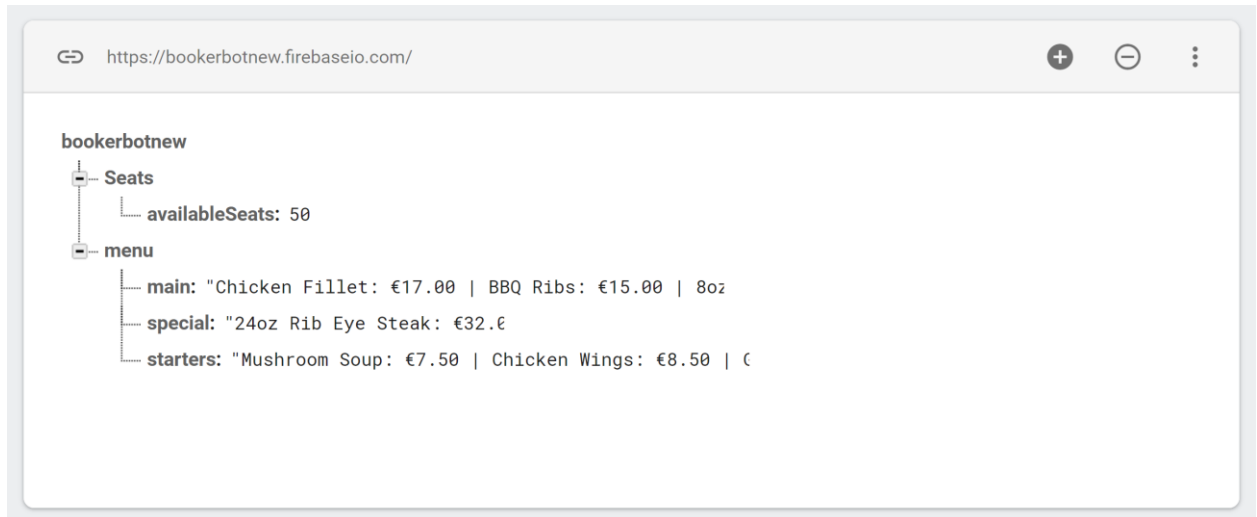 https://bookerbotnew.firebaseio.com/
bookerbotnew
Seats
availableSeats: 50
menu
main: "Chicken Fillet: €17.00 | BBQ Ribs: €15.00 | 8oz
special: "24oz Rib Eye Steak: €32.
starters: "Mushroom Soup: €7.50 | Chicken Wings: €8.50 |